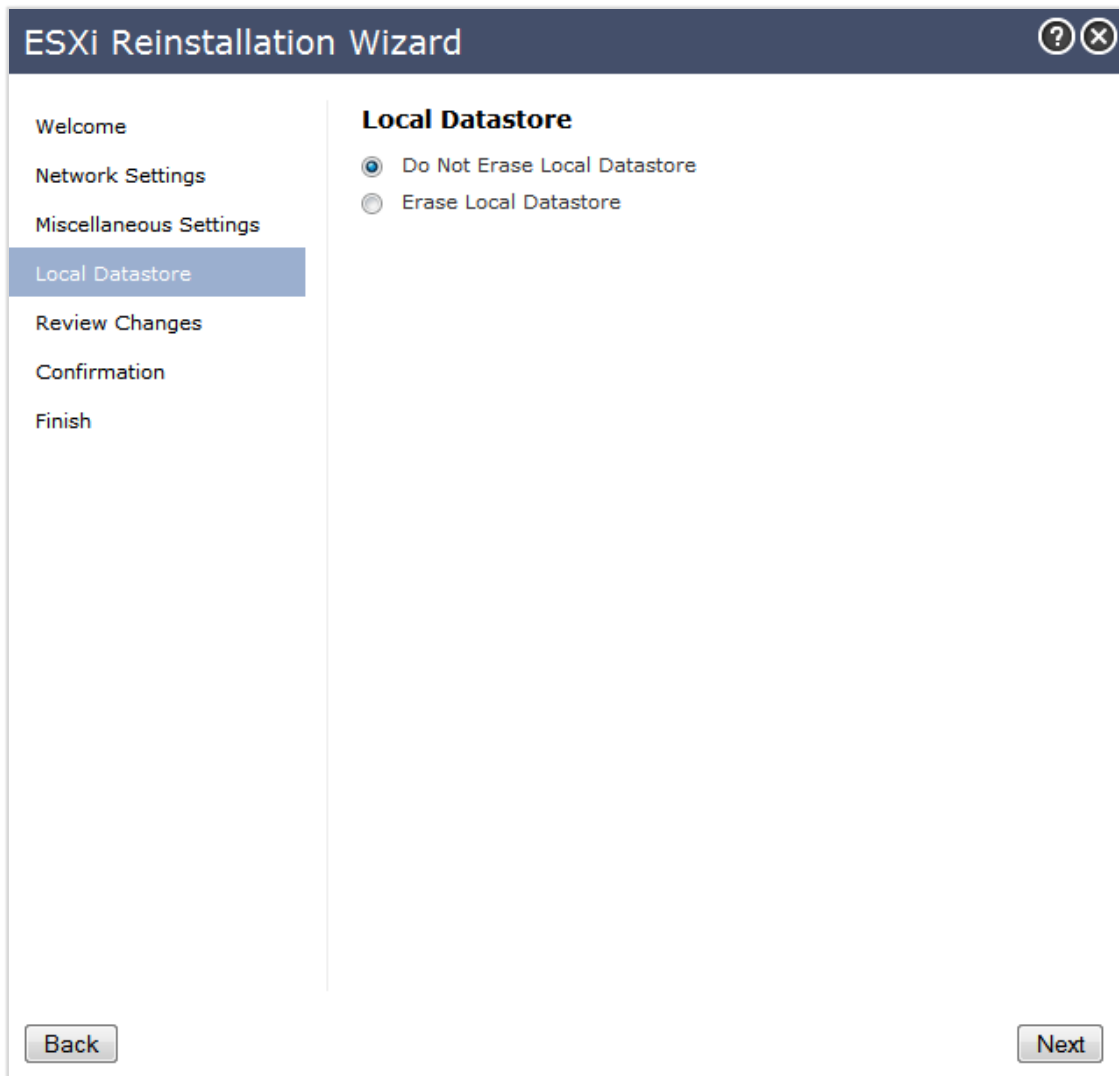 ESXi Reinstallation Wizard
Welcome
Network Settings
Miscellaneous Settings
Local Datastore
Review Changes
Confirmation
Finish
Local Datastore
Do Not Erase Local Datastore
Erase Local Datastore
Back
Next